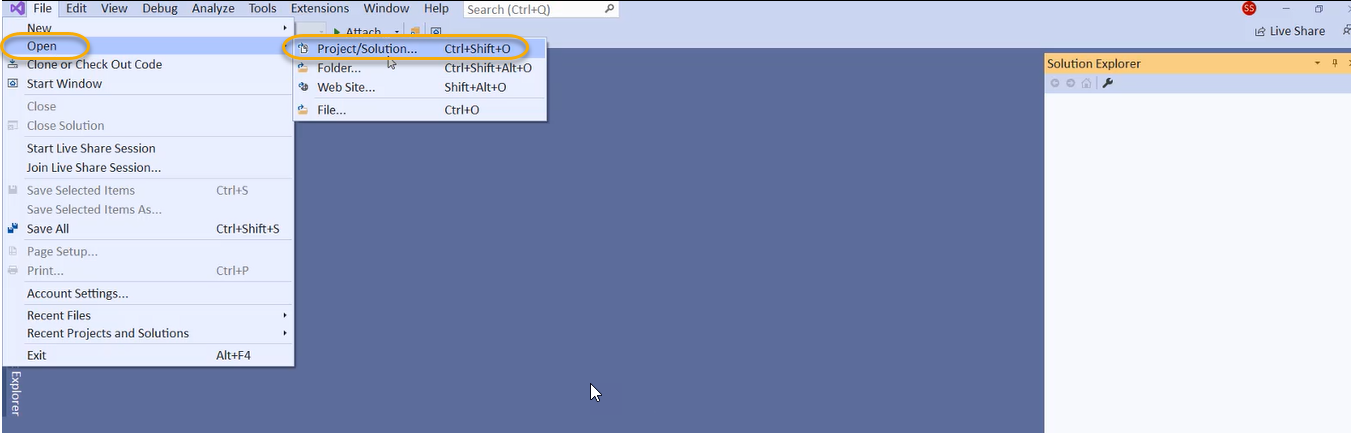 File Edit View Debug Analyze Tools Extensions Window Help Search (Ctrl+Q) SS
New
Attach
Live Share
Open
Project/Solution... Ctrl+Shift+O
Clone or Check Out Code
Folder... Ctrl+Shift+Alt+O
Solution Explorer
Start Window
Web Site... Shift+Alt+O
Close
File... Ctrl+O
Close Solution
Start Live Share Session
Join Live Share Session...
Save Selected Items Ctrl+S
Save Selected Items As...
Save All Ctrl+Shift+S
Page Setup...
Print... Ctrl+P
Account Settings...
Recent Files
Recent Projects and Solutions
Exit Alt+F4
Explorer